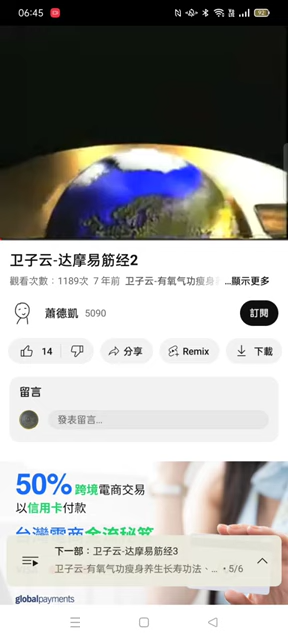 06:45
卫子云-达摩易筋经2
觀看次數：1189次 7 年前 卫子云-有氧气功瘦身 …顯示更多
蕭德凱 5090
訂閱
14
分享
Remix
下載
留言
發表留言...
50% 跨境電商交易
以信用卡付款
台灣電商金流秘笈
下一部：卫子云-达摩易筋经3
卫子云-有氧气功瘦身养生长寿功法、... • 5/6
globalpayments